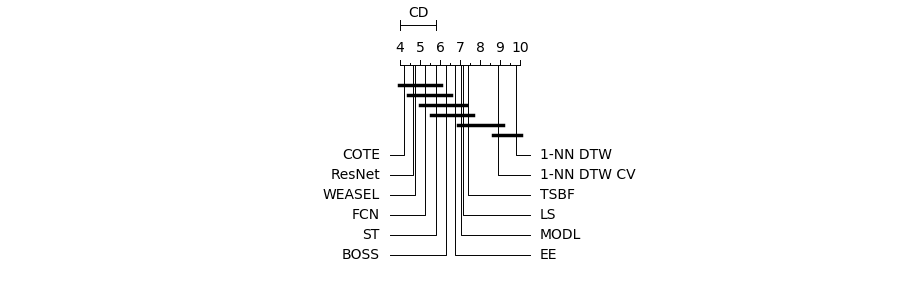 CD
4 5 6 7 8 9 10
COTE 1-NN DTW
ResNet 1-NN DTW CV
WEASEL TSBF
FCN LS
ST MODL
BOSS EE